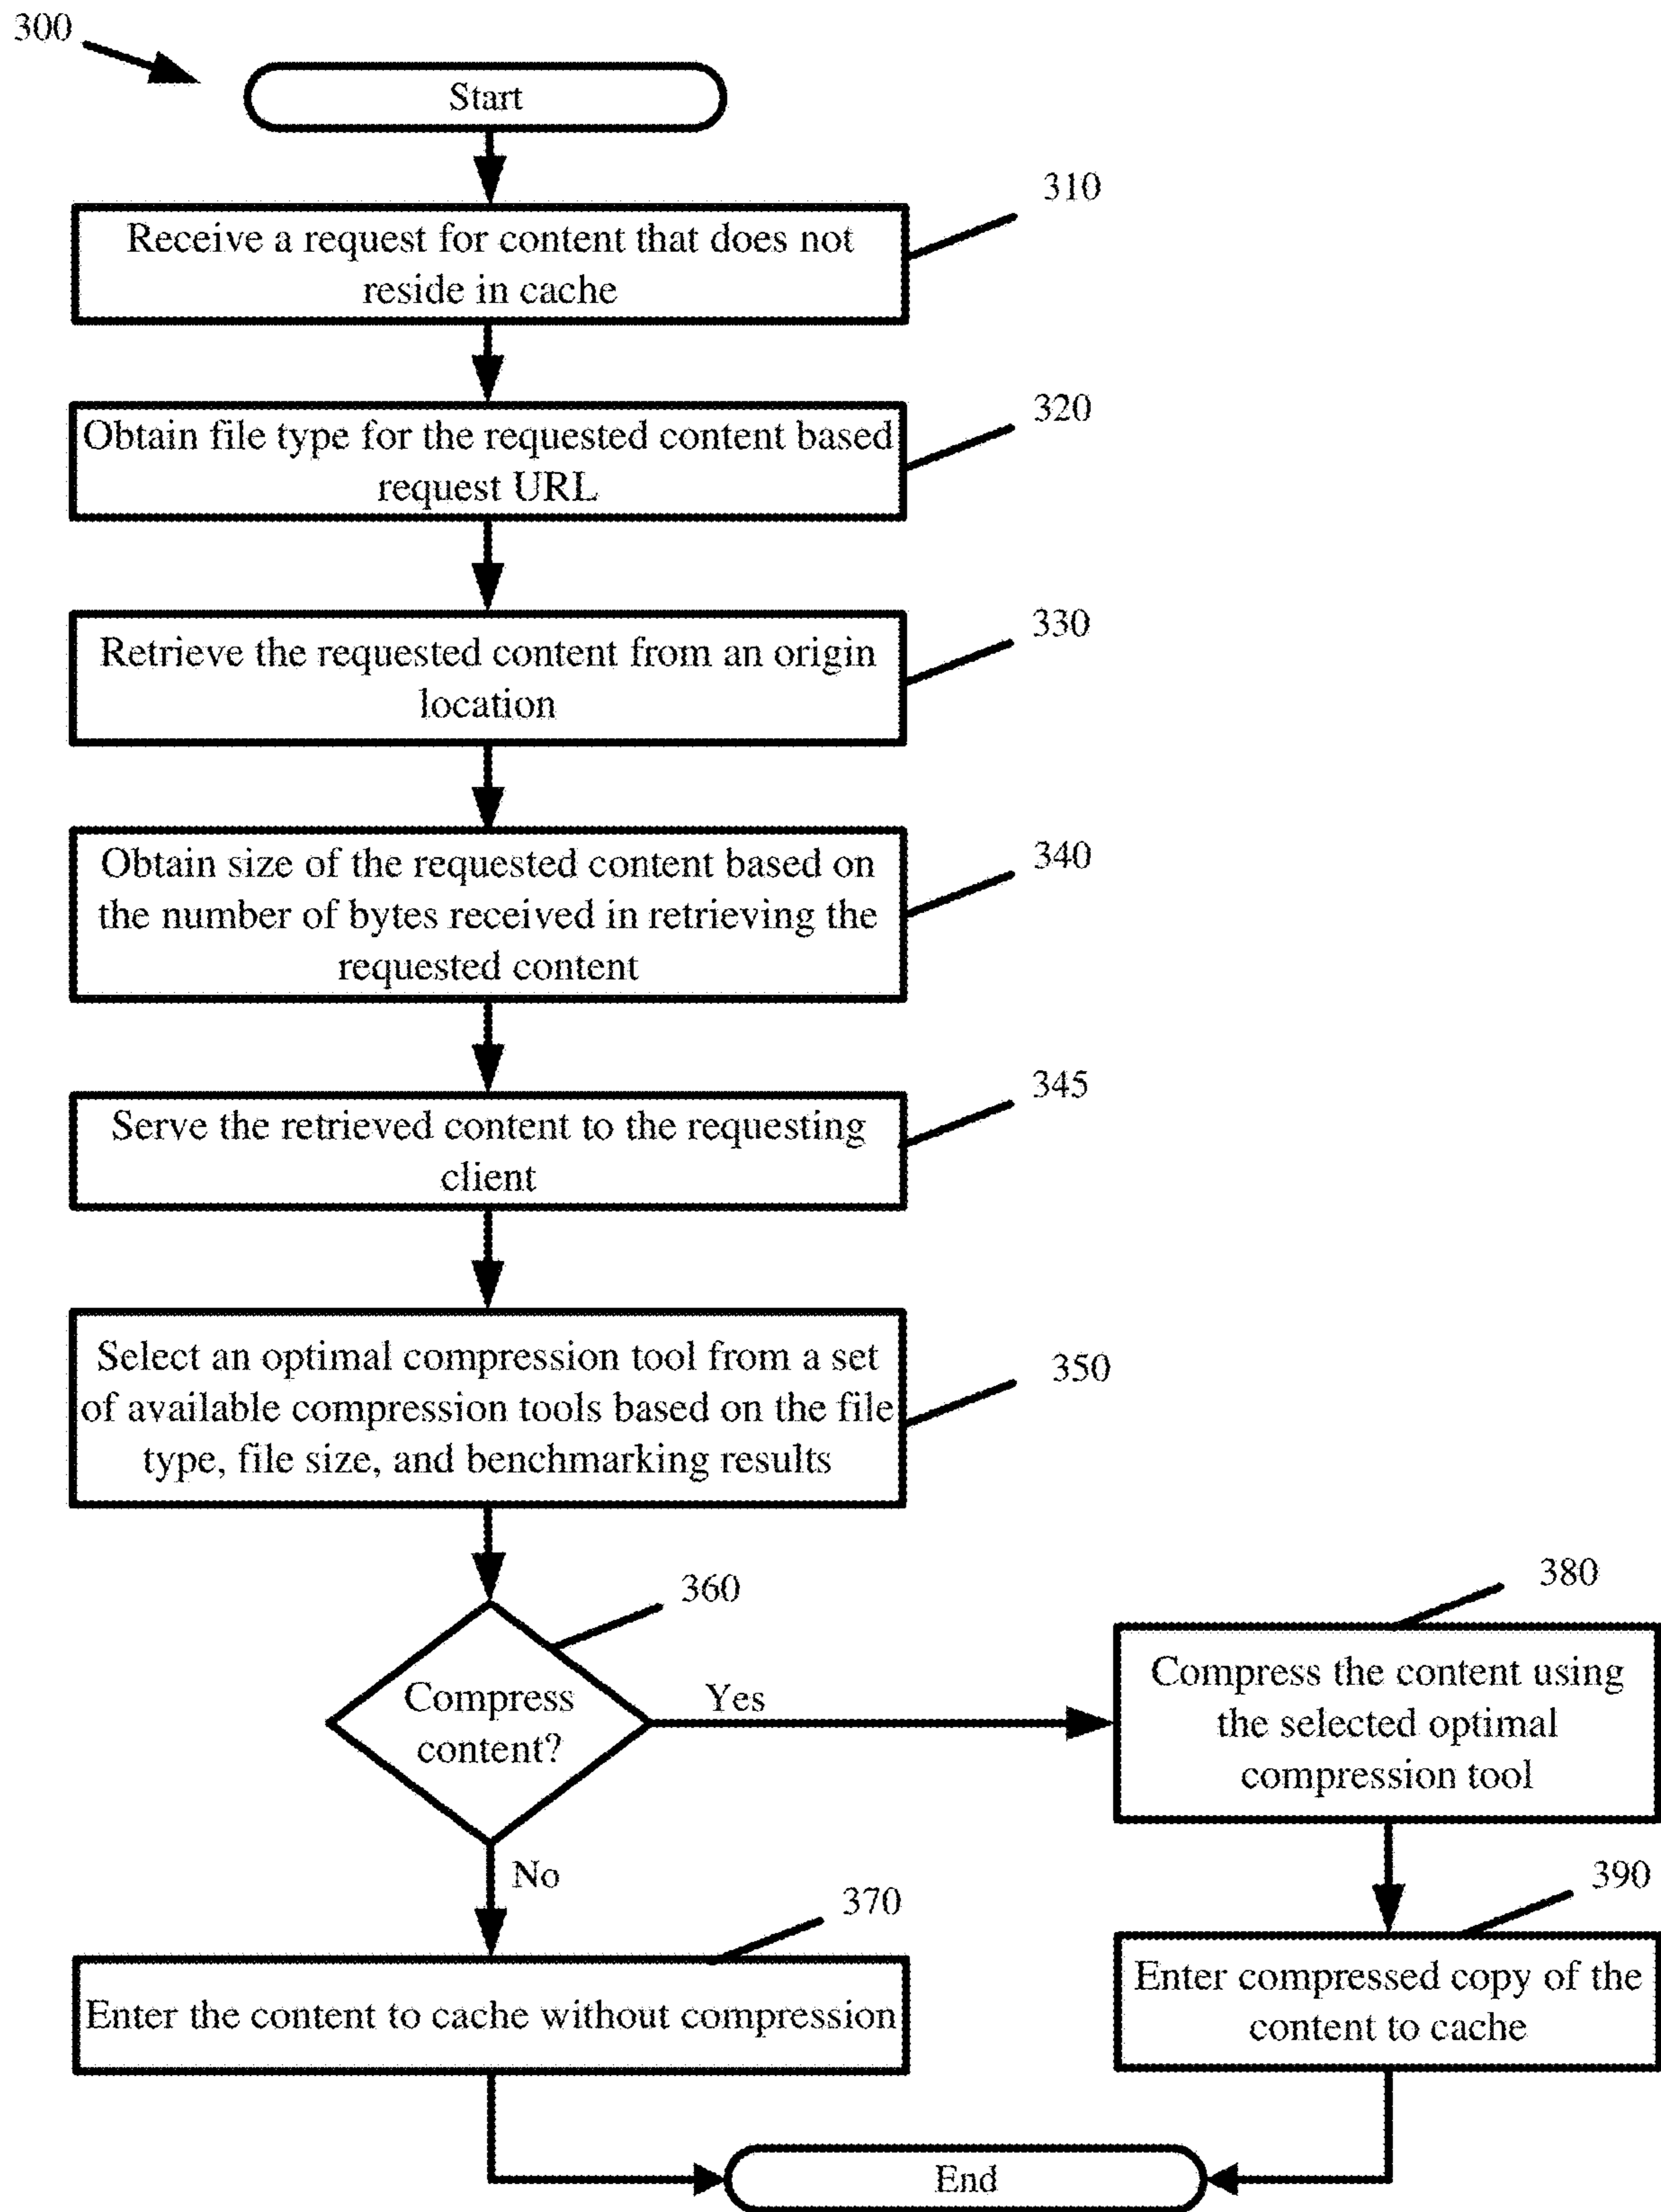 300
Start
310
Receive a request for content that does not
reside in cache
320
Obtain file type for the requested content based
request URL
330
Retrieve the requested content from an origin
location
340
Obtain size of the requested content based on
the number of bytes received in retrieving the
requested content
345
Serve the retrieved content to the requesting
client
350
Select an optimal compression tool from a set
of available compression tools based on the file
type, file size, and benchmarking results
360
Compress
content?
Yes
380
Compress the content using
the selected optimal
compression tool
No
370
Enter the content to cache without compression
390
Enter compressed copy of the
content to cache
End